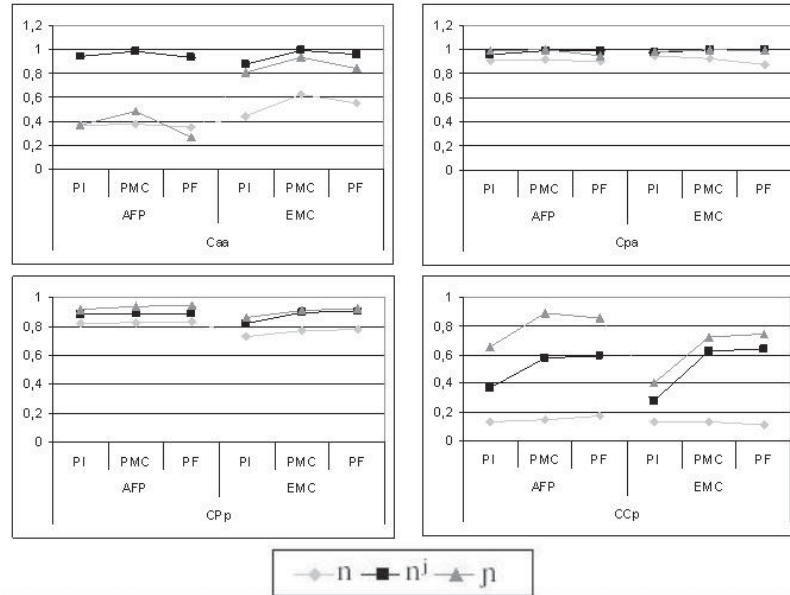 1,2
1
0,8
0,6
0,4
0,2
0
PI PMC PF PI PMC PF
AFP EMC
Caa
1,2
1
0,8
0,6
0,4
0,2
0
PI PMC PF PI PMC PF
AFP EMC
Cpa
1
0,8
0,6
0,4
0,2
0
PI PMC PF PI PMC PF
AFP EMC
CPp
1
0,8
0,6
0,4
0,2
0
PI PMC PF PI PMC PF
AFP EMC
CCp
n nʲ ɲ